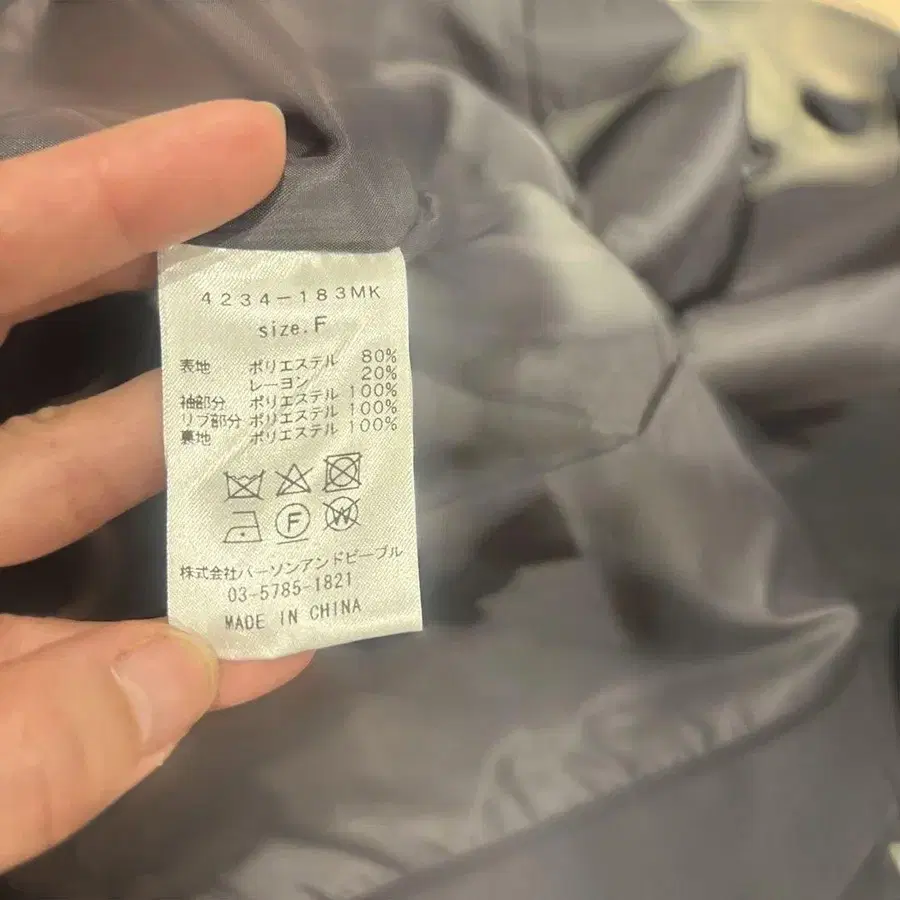 4234-183MK
size.F
表地 ポリエステル 80%
レーヨン 20%
袖部分 ポリエステル 100%
リブ部分 ポリエステル 100%
裏地 ポリエステル 100%
F W
株式会社パーソンアンドピープル
03-5785-1821
MADE IN CHINA